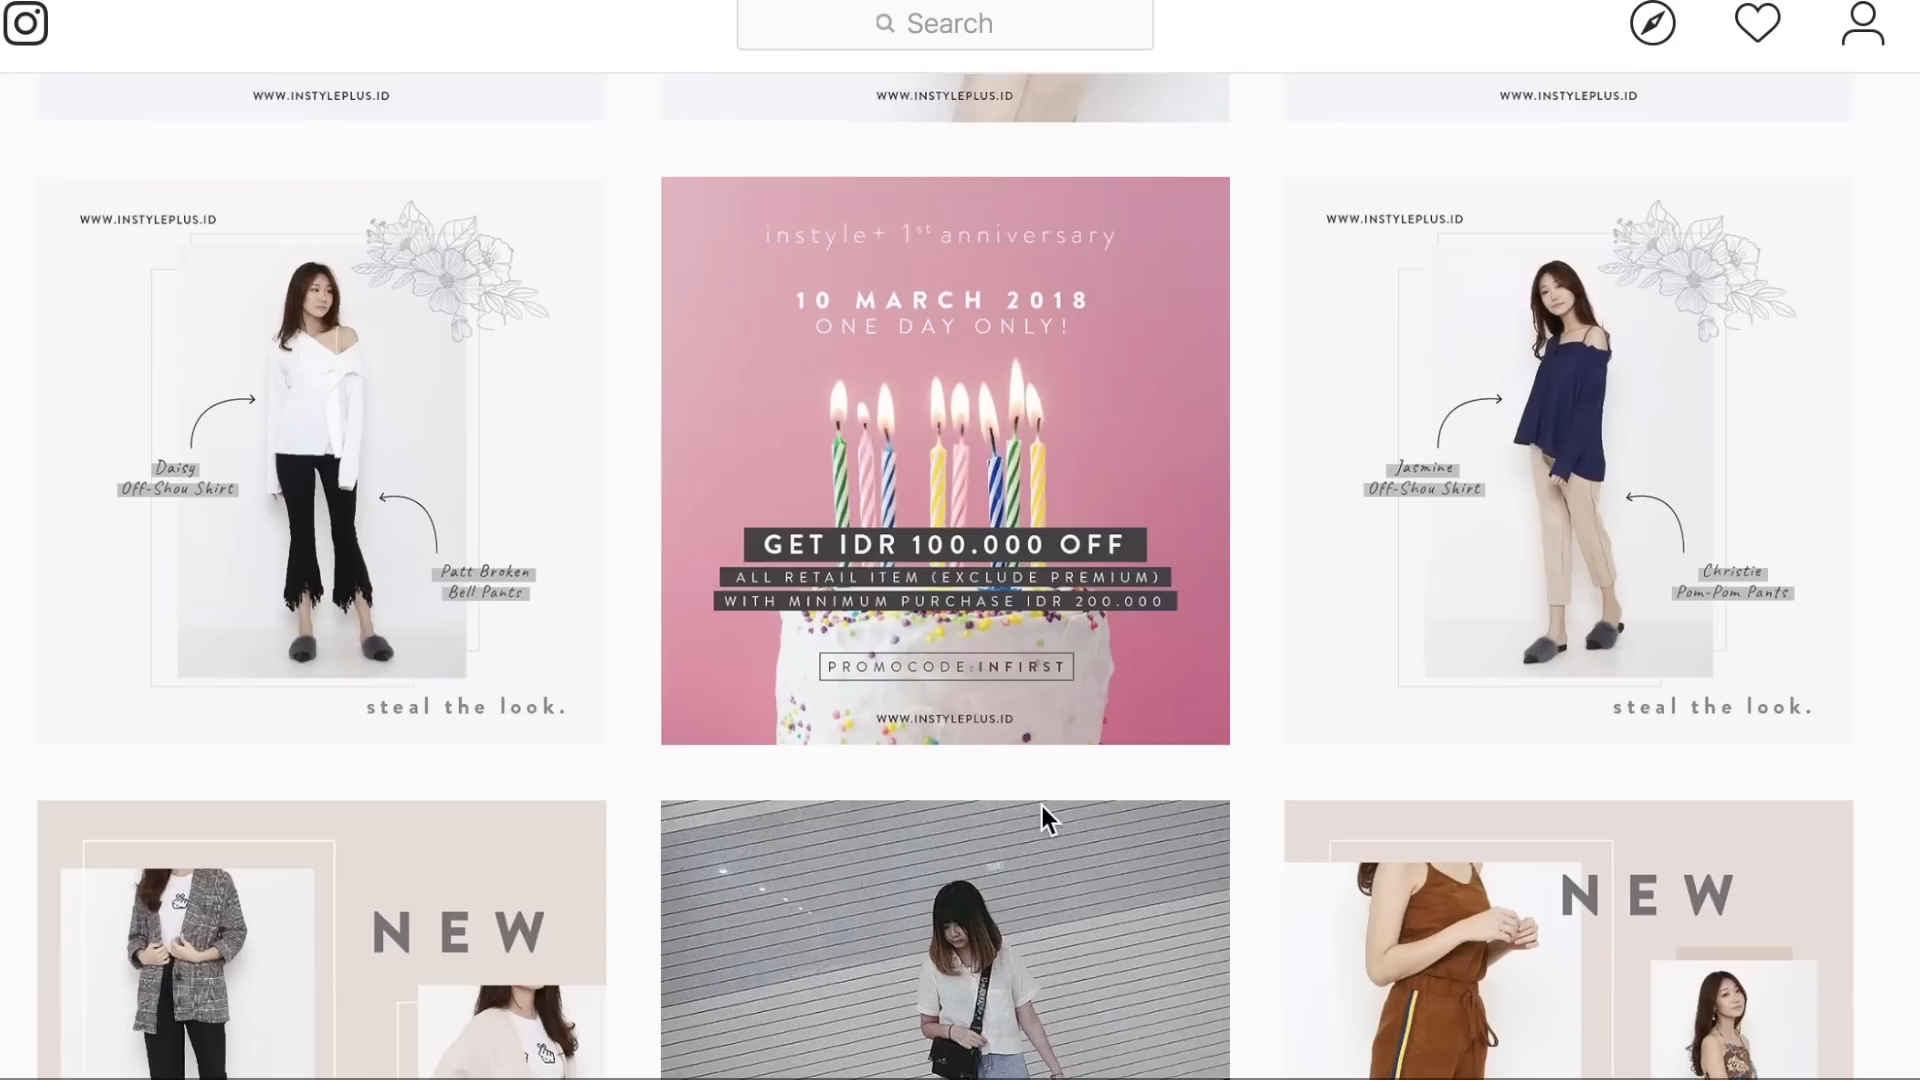 Search
WWW.INSTYLEPLUS.ID
WWW.INSTYLEPLUS.ID
WWW.INSTYLEPLUS.ID
WWW.INSTYLEPLUS.ID
Daisy
Off-Shou Shirt
Patt Broken
Bell Pants
steal the look.
instyle+ 1st anniversary
10 MARCH 2018
ONE DAY ONLY!
GET IDR 100.000 OFF
ALL RETAIL ITEM (EXCLUDE PREMIUM)
WITH MINIMUM PURCHASE IDR 200.000
PROMOCODE:INFIRST
WWW.INSTYLEPLUS.ID
WWW.INSTYLEPLUS.ID
Jasmine
Off-Shou Shirt
Christie
Pom-Pom Pants
steal the look.
NEW
NEW